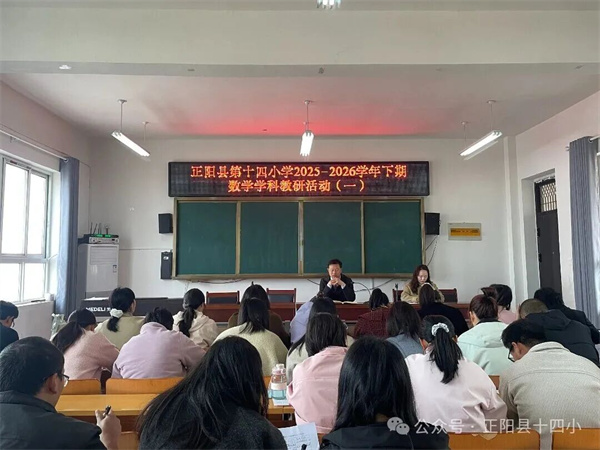 正阳县第十四小学2025-2026学年下期
数学学科教研活动（一）
公众号·正阳县十四小